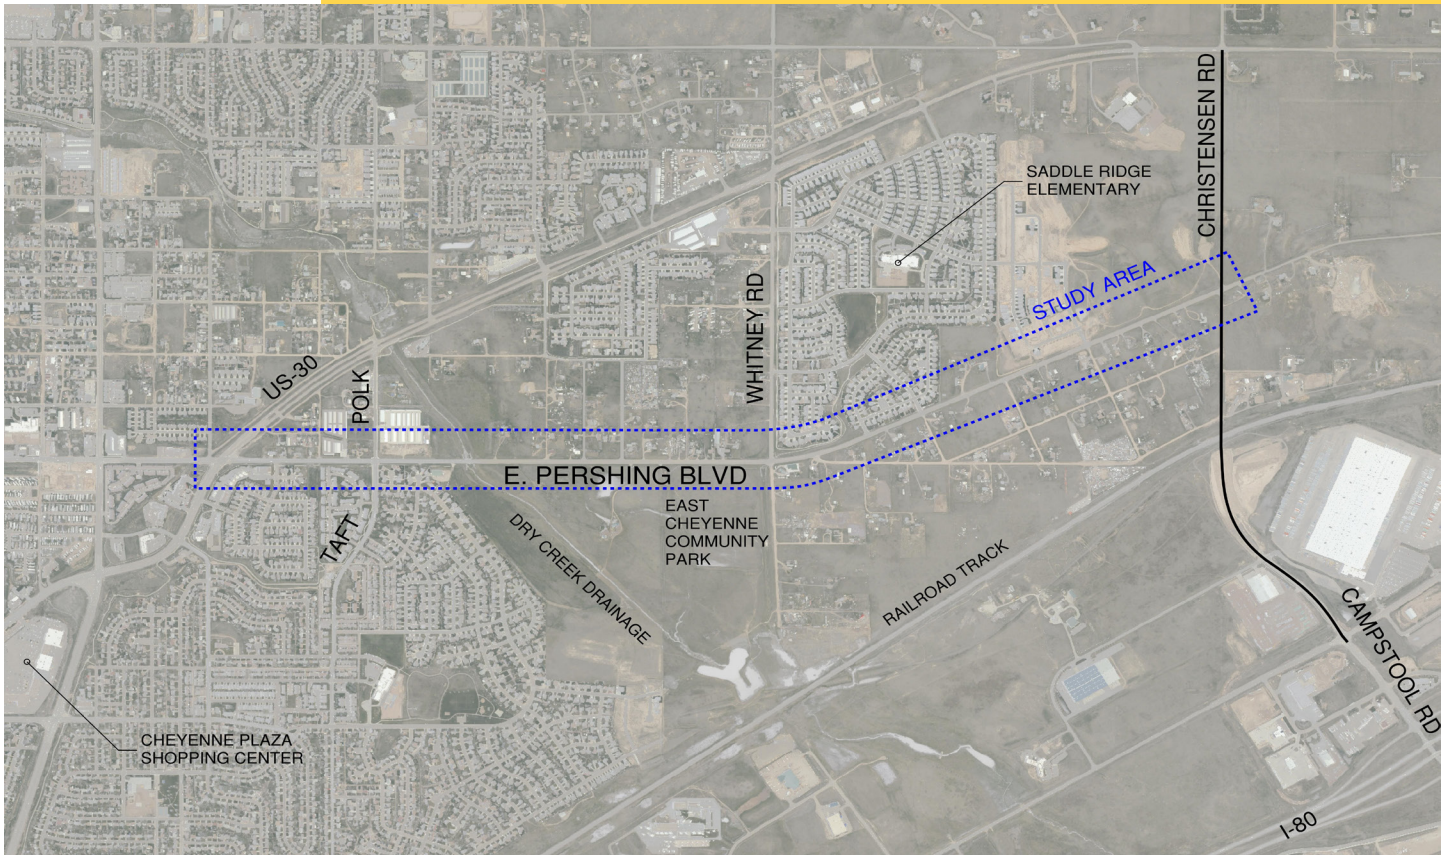 CHRISTENSEN RD
SADDLE RIDGE
ELEMENTARY
STUDY AREA
WHITNEY RD
US-30
POLK
E. PERSHING BLVD
EAST
CHEYENNE
COMMUNITY
PARK
TAFT
DRY CREEK DRAINAGE
RAILROAD TRACK
CAMPSTOOL RD
CHEYENNE PLAZA
SHOPPING CENTER
I-80